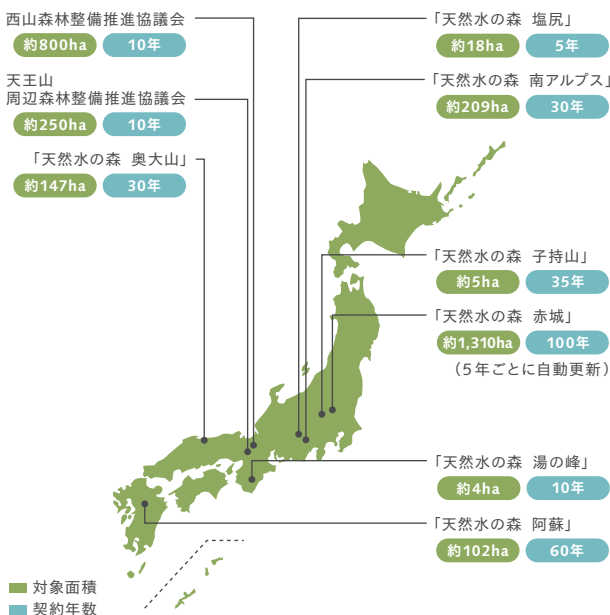 西山森林整備推進協議会
約800ha 10年
天王山
周辺森林整備推進協議会
約250ha 10年
「天然水の森 奥大山」
約147ha 30年
「天然水の森 塩尻」
約18ha 5年
「天然水の森 南アルプス」
約209ha 30年
「天然水の森 子持山」
約5ha 35年
「天然水の森 赤城」
約1,310ha 100年
（5年ごとに自動更新）
「天然水の森 湯の峰」
約4ha 10年
「天然水の森 阿蘇」
約102ha 60年
対象面積
契約年数